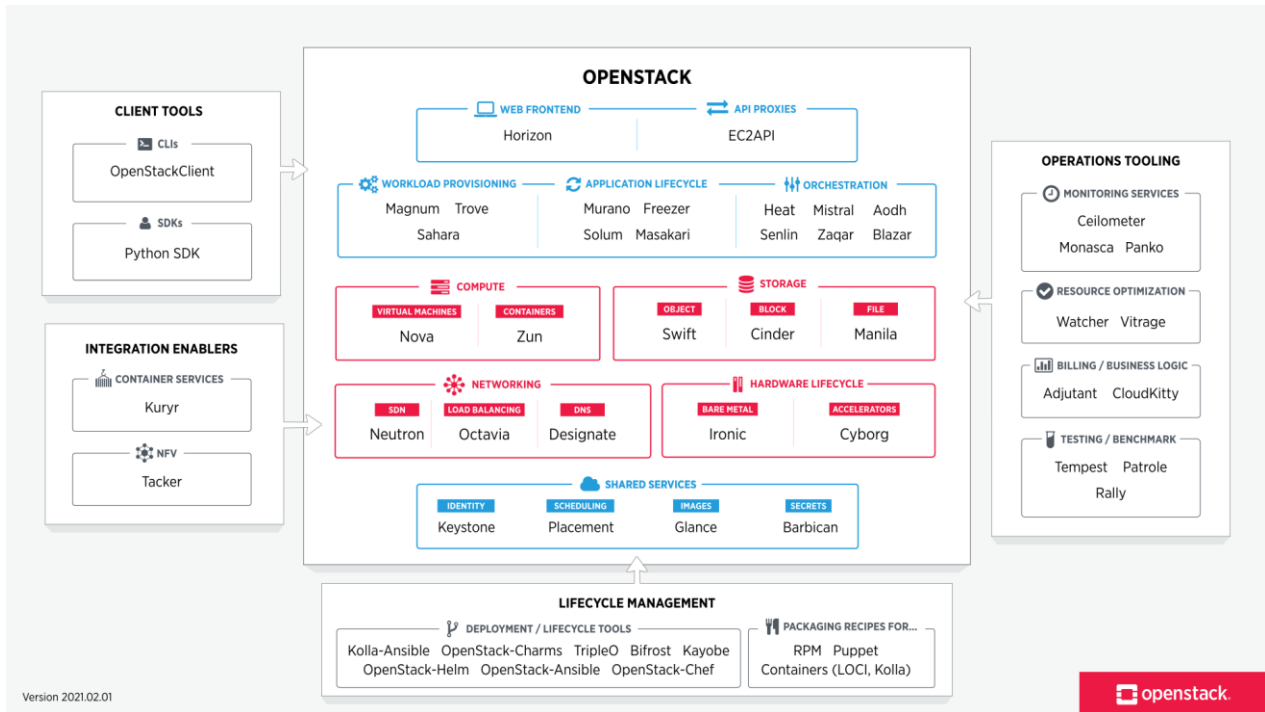 OPENSTACK
WEB FRONTEND
Horizon
API PROXIES
EC2API
WORKLOAD PROVISIONING
Magnum Trove
Sahara
APPLICATION LIFECYCLE
Murano Freezer
Solum Masakari
ORCHESTRATION
Heat Mistral Aodh
Senlin Zaqar Blazar
COMPUTE
VIRTUAL MACHINES
Nova
CONTAINERS
Zun
STORAGE
OBJECT
Swift
BLOCK
Cinder
FILE
Manila
NETWORKING
SDN
Neutron
LOAD BALANCING
Octavia
DNS
Designate
HARDWARE LIFECYCLE
BARE METAL
Ironic
ACCELERATORS
Cyborg
SHARED SERVICES
IDENTITY
Keystone
SCHEDULING
Placement
IMAGES
Glance
SECRETS
Barbican
CLIENT TOOLS
CLIs
OpenStackClient
SDKs
Python SDK
INTEGRATION ENABLERS
CONTAINER SERVICES
Kuryr
NFV
Tacker
OPERATIONS TOOLING
MONITORING SERVICES
Ceilometer
Monasca Panko
RESOURCE OPTIMIZATION
Watcher Vitrage
BILLING / BUSINESS LOGIC
Adjutant CloudKitty
TESTING / BENCHMARK
Tempest Patrole
Rally
LIFECYCLE MANAGEMENT
DEPLOYMENT / LIFECYCLE TOOLS
Kolla-Ansible OpenStack-Charms TripleO Bifrost Kayobe
OpenStack-Helm OpenStack-Ansible OpenStack-Chef
PACKAGING RECIPES FOR...
RPM Puppet
Containers (LOCI, Kolla)
Version 2021.02.01
openstack.